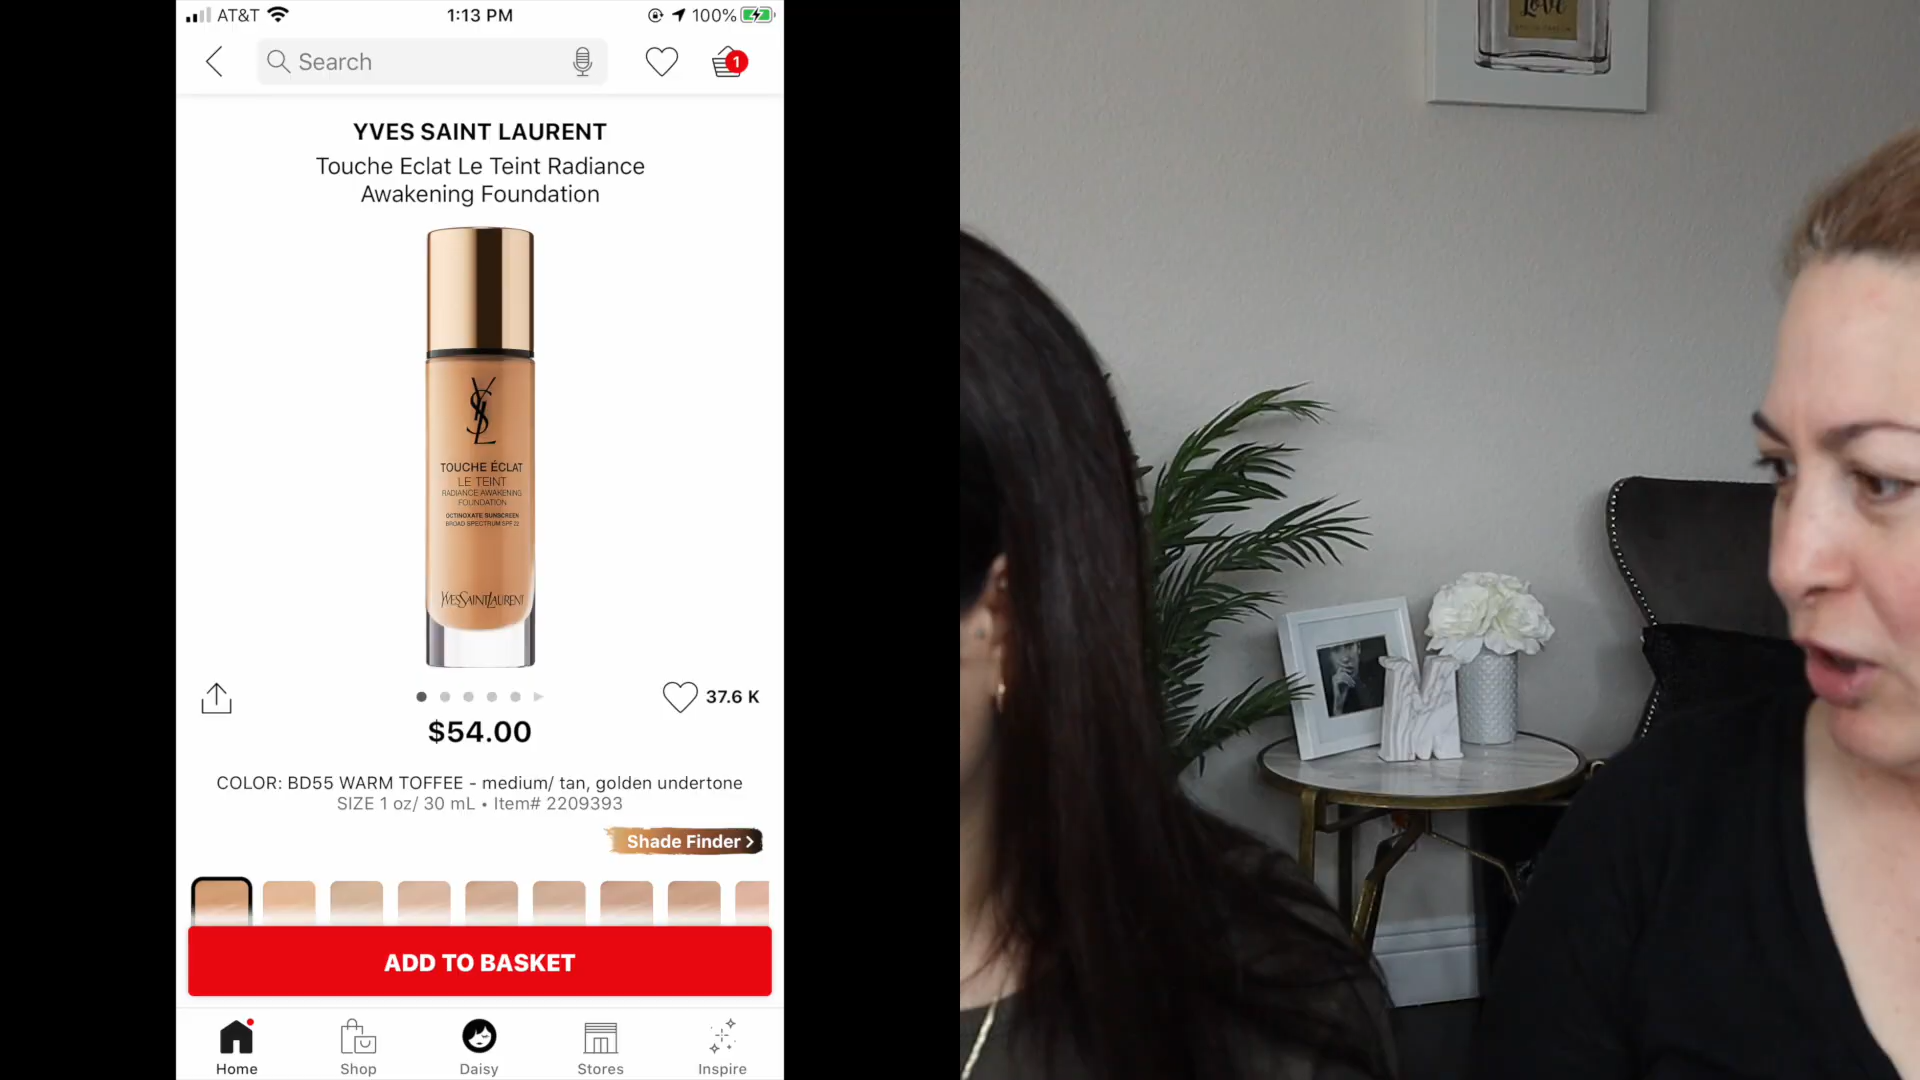 AT&T
1:13 PM
100%
Search
1
YVES SAINT LAURENT
Touche Eclat Le Teint Radiance
Awakening Foundation
YSL
TOUCHE ÉCLAT
LE TEINT
RADIANCE AWAKENING
FOUNDATION
OCTINOXATE SUNSCREEN
BROAD SPECTRUM SPF 22
YVESSAINTLAURENT
37.6 K
$54.00
COLOR: BD55 WARM TOFFEE - medium/ tan, golden undertone
SIZE 1 oz/ 30 mL • Item# 2209393
Shade Finder >
ADD TO BASKET
Home
Shop
Daisy
Stores
Inspire
Love
M